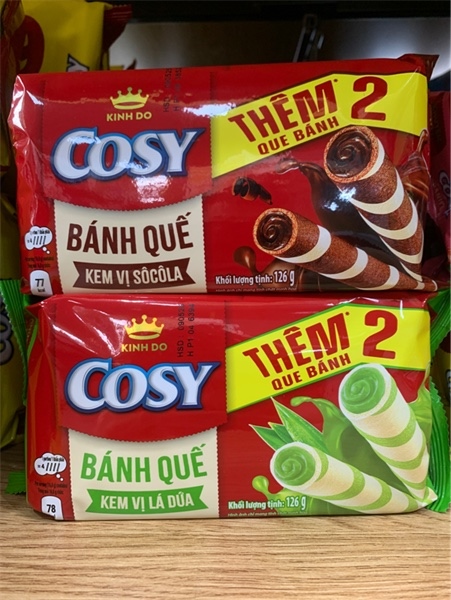 KINH DO
COSY
THÊM* 2
QUE BÁNH
BÁNH QUẾ
KEM VỊ SÔCÔLA
77
Khối lượng tịnh: 126 g
KINH DO
COSY
THÊM* 2
QUE BÁNH
BÁNH QUẾ
KEM VỊ LÁ DỨA
78
Khối lượng tịnh: 126 g